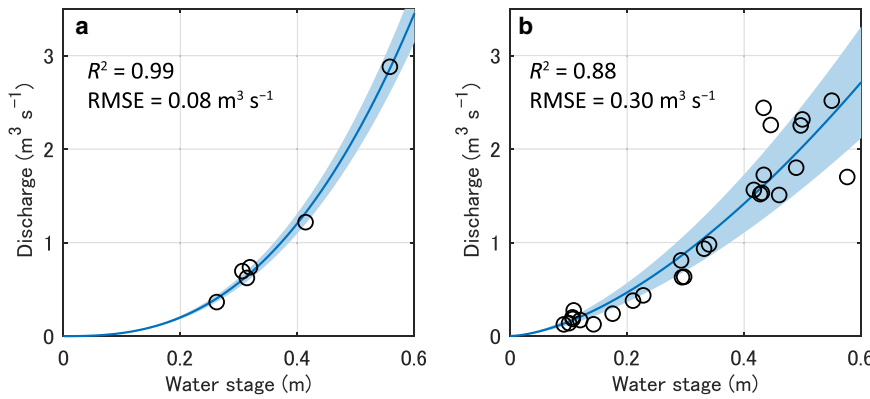 a
R² = 0.99
RMSE = 0.08 m³ s⁻¹
3
2
1
0
Discharge (m³ s⁻¹)
0 0.2 0.4 0.6
Water stage (m)
b
R² = 0.88
RMSE = 0.30 m³ s⁻¹
3
2
1
0
Discharge (m³ s⁻¹)
0 0.2 0.4 0.6
Water stage (m)